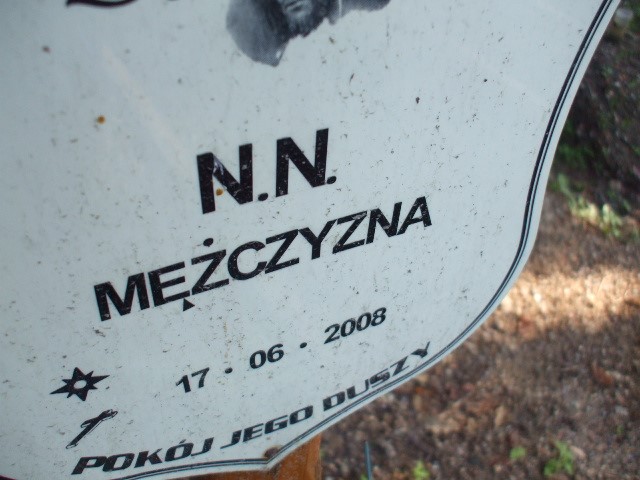 N.N.
MĘŻCZYZNA
17 · 06 · 2008
POKÓJ JEGO DUSZY